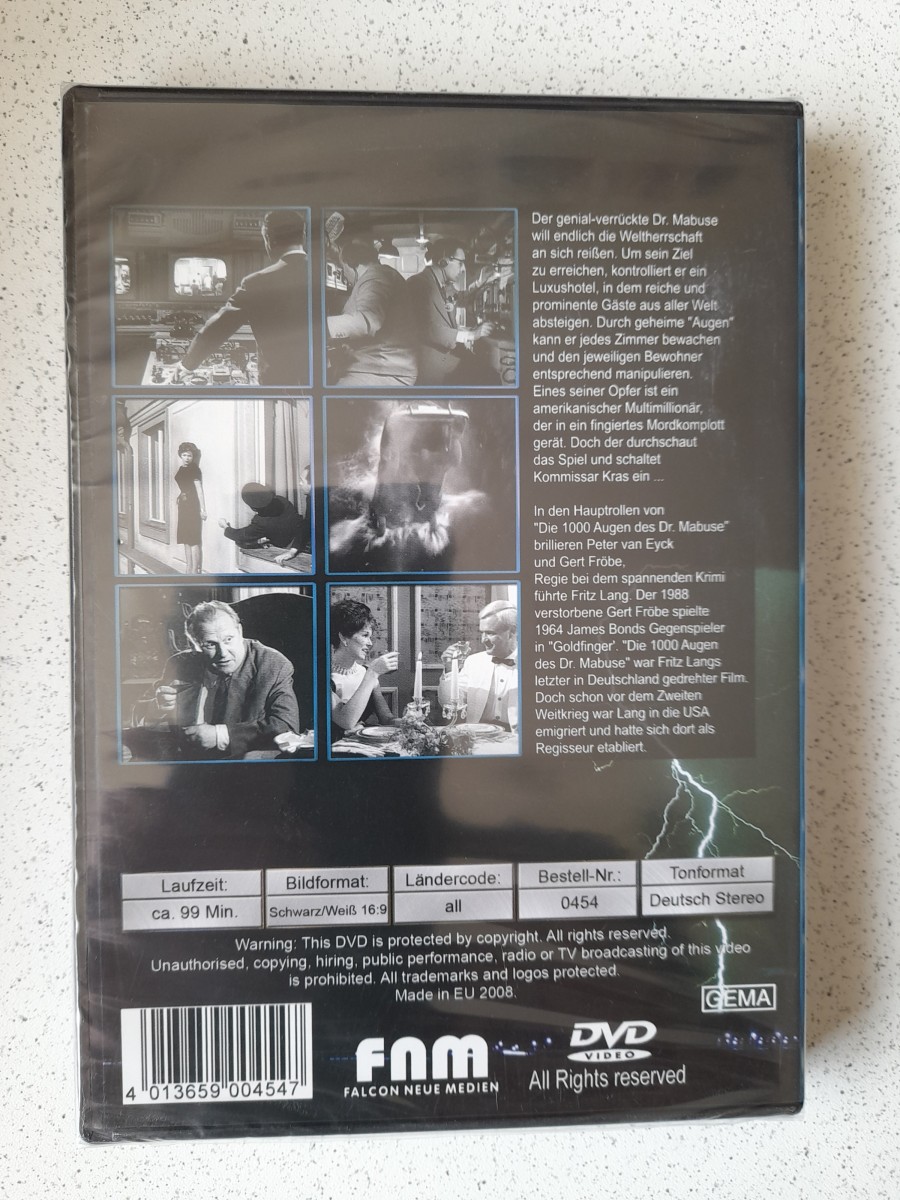 Der genial-verrückte Dr. Mabuse
will endlich die Weltherrschaft
an sich reißen. Um sein Ziel
zu erreichen, kontrolliert er ein
Luxushotel, in dem reiche und
prominente Gäste aus aller Welt
absteigen. Durch geheime "Augen"
kann er jedes Zimmer bewachen
und den jeweiligen Bewohner
entsprechend manipulieren.
Eines seiner Opfer ist ein
amerikanischer Multimillionär,
der in ein fingiertes Mordkomplott
gerät. Doch der durchschaut
das Spiel und schaltet
Kommissar Kras ein ...
In den Hauptrollen von
"Die 1000 Augen des Dr. Mabuse"
brillieren Peter van Eyck
und Gert Fröbe,
Regie bei dem spannenden Krimi
führte Fritz Lang. Der 1988
verstorbene Gert Fröbe spielte
1964 James Bonds Gegenspieler
in "Goldfinger'. "Die 1000 Augen
des Dr. Mabuse" war Fritz Langs
letzter in Deutschland gedrehter Film.
Doch schon vor dem Zweiten
Weitkrieg war Lang in die USA
emigriert und hatte sich dort als
Regisseur etabliert.
Laufzeit: Bildformat: Ländercode: Bestell-Nr.: Tonformat
ca. 99 Min. Schwarz/Weiß 16:9 all 0454 Deutsch Stereo
Warning: This DVD is protected by copyright. All rights reserved.
Unauthorised, copying, hiring, public performance, radio or TV broadcasting of this video
is prohibited. All trademarks and logos protected.
Made in EU 2008.
GEMA
4 013659 004547
fnm
FALCON NEUE MEDIEN
DVD
VIDEO
All Rights reserved